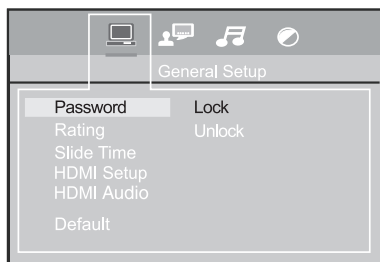 General Setup
Password Lock
Rating Unlock
Slide Time
HDMI Setup
HDMI Audio
Default